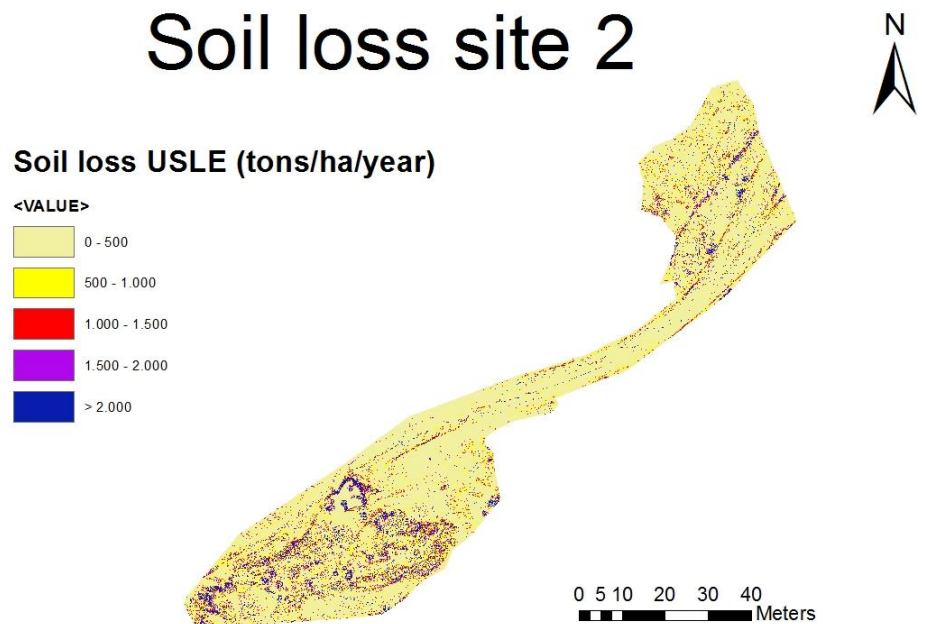 Soil loss site 2
N
Soil loss USLE (tons/ha/year)
<VALUE>
0 - 500
500 - 1.000
1.000 - 1.500
1.500 - 2.000
> 2.000
0 5 10 20 30 40
Meters